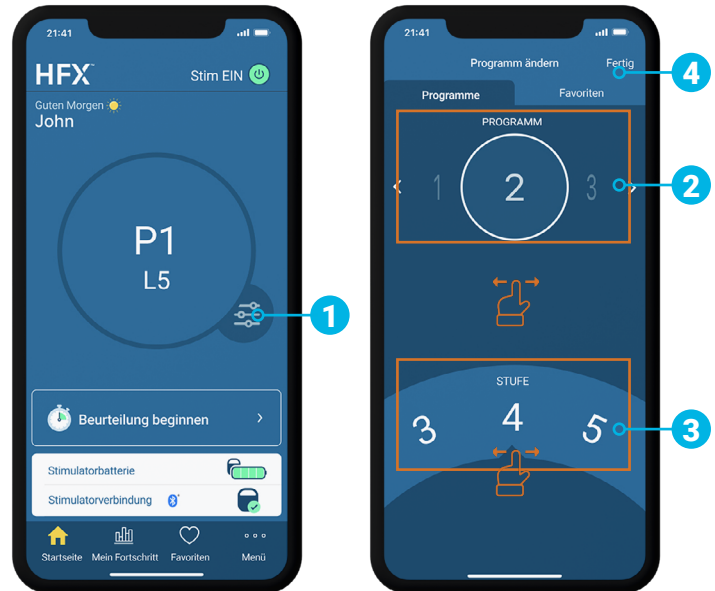 21:41
HFX
Stim EIN
Guten Morgen
John
P1
L5
1
Beurteilung beginnen
Stimulatorbatterie
Stimulatorverbindung
Startseite Mein Fortschritt Favoriten Menü
21:41
Programm ändern Fertig
4
Programme Favoriten
PROGRAMM
1 2 3
2
STUFE
3 4 5
3